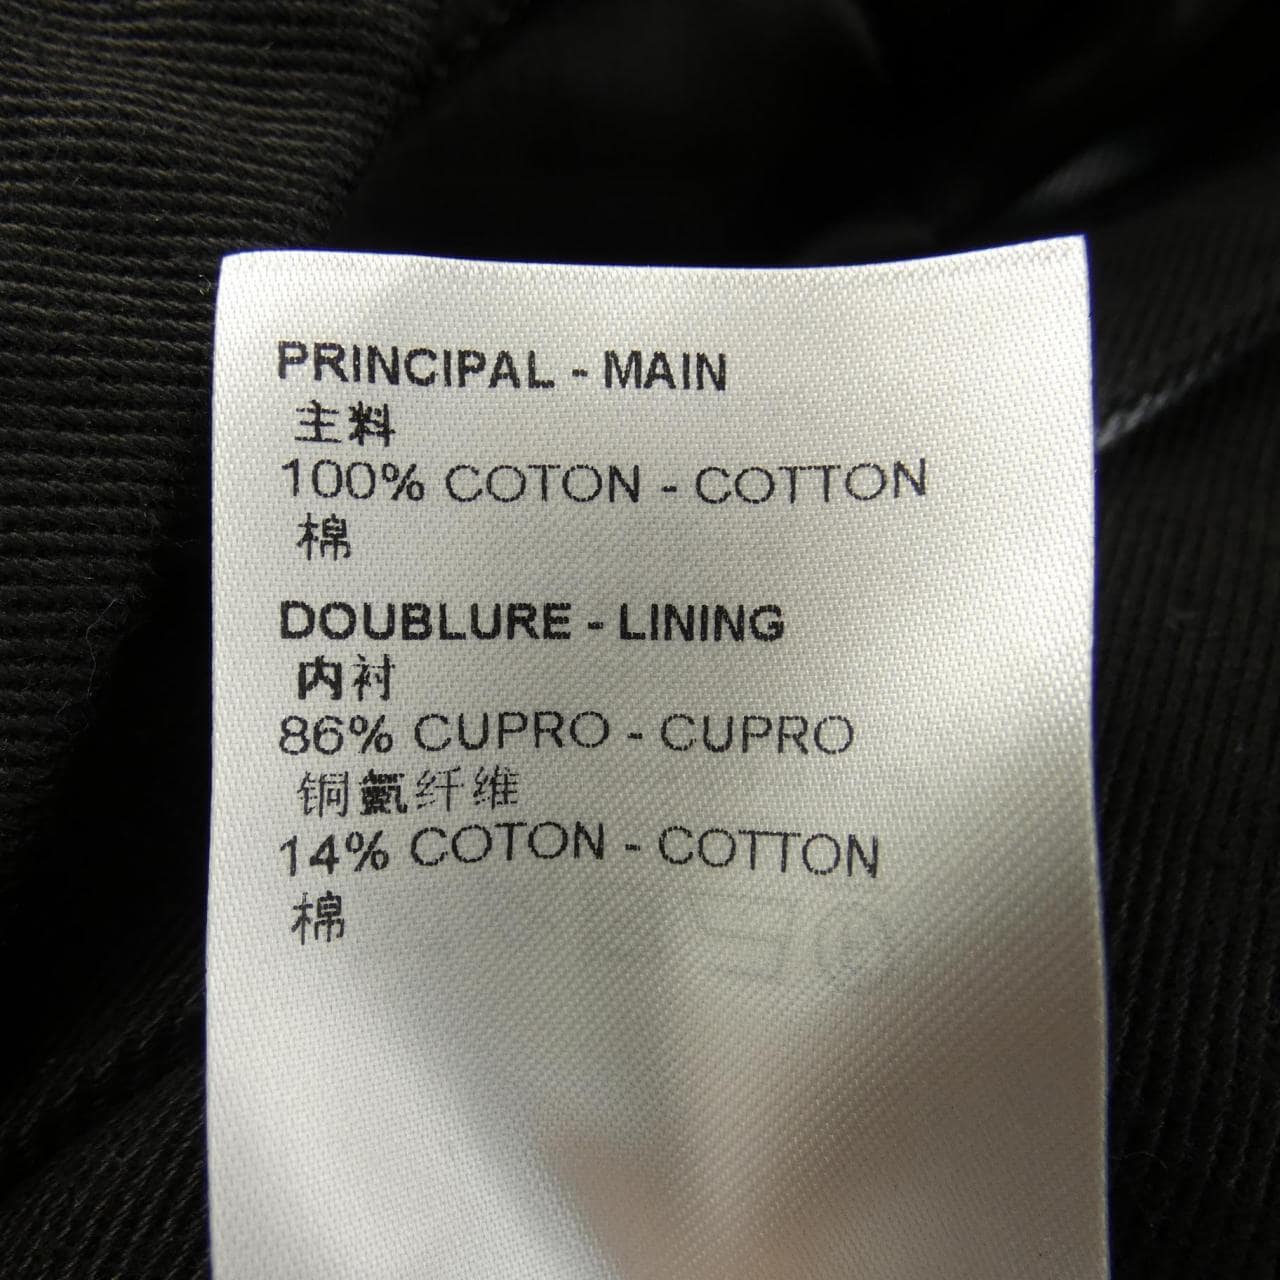 PRINCIPAL - MAIN
主料
100% COTON - COTTON
棉
DOUBLURE - LINING
内衬
86% CUPRO - CUPRO
铜氨纤维
14% COTON - COTTON
棉